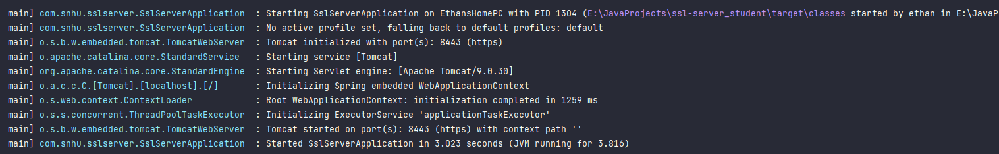 main] com.snhu.sslserver.SslServerApplication : Starting SslServerApplication on EthansHomePC with PID 1304 (E:\JavaProjects\ssl-server_student\target\classes started by ethan in E:\JavaP
main] com.snhu.sslserver.SslServerApplication : No active profile set, falling back to default profiles: default
main] o.s.b.w.embedded.tomcat.TomcatWebServer : Tomcat initialized with port(s): 8443 (https)
main] o.apache.catalina.core.StandardService : Starting service [Tomcat]
main] org.apache.catalina.core.StandardEngine : Starting Servlet engine: [Apache Tomcat/9.0.30]
main] o.a.c.c.C.[Tomcat].[localhost].[/] : Initializing Spring embedded WebApplicationContext
main] o.s.web.context.ContextLoader : Root WebApplicationContext: initialization completed in 1259 ms
main] o.s.s.concurrent.ThreadPoolTaskExecutor : Initializing ExecutorService 'applicationTaskExecutor'
main] o.s.b.w.embedded.tomcat.TomcatWebServer : Tomcat started on port(s): 8443 (https) with context path ''
main] com.snhu.sslserver.SslServerApplication : Started SslServerApplication in 3.023 seconds (JVM running for 3.816)